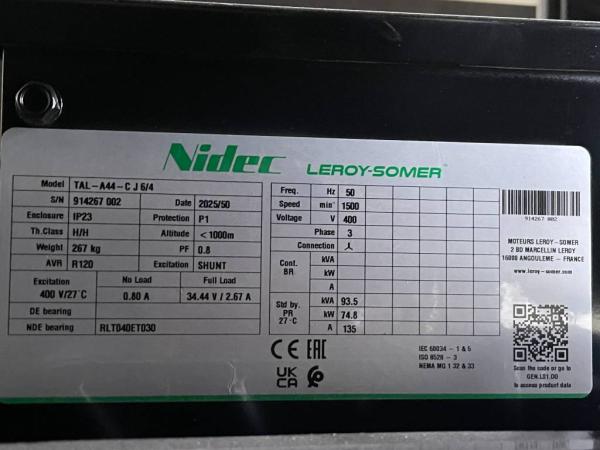 Nidec LEROY-SOMER™
Model TAL-A44-C J 6/4
S/N 914267 002 Date 2025/50
Enclosure IP23 Protection P1
Th.Class H/H Altitude < 1000m
Weight 267 kg PF 0.8
AVR R120 Excitation SHUNT
Excitation No Load Full Load
400 V/27°C 0.80 A 34.44 V / 2.67 A
DE bearing
NDE bearing RLT040ET030
Freq. Hz 50
Speed min⁻¹ 1500
Voltage V 400
Phase 3
Connection
Cont. BR. kVA
kW
A
Std by. PR 27°C kVA 93.5
kW 74.8
A 135
CE EAC
UK CA
IEC 60034 - 1 & 5
ISO 8528 - 3
NEMA MG 1 32 & 33
914267 002
MOTEURS LEROY-SOMER
2 BD MARCELLIN LEROY
16000 ANGOULEME - FRANCE
www.leroy-somer.com
Scan the code or go to
GEN.LS1.DO
to access product data